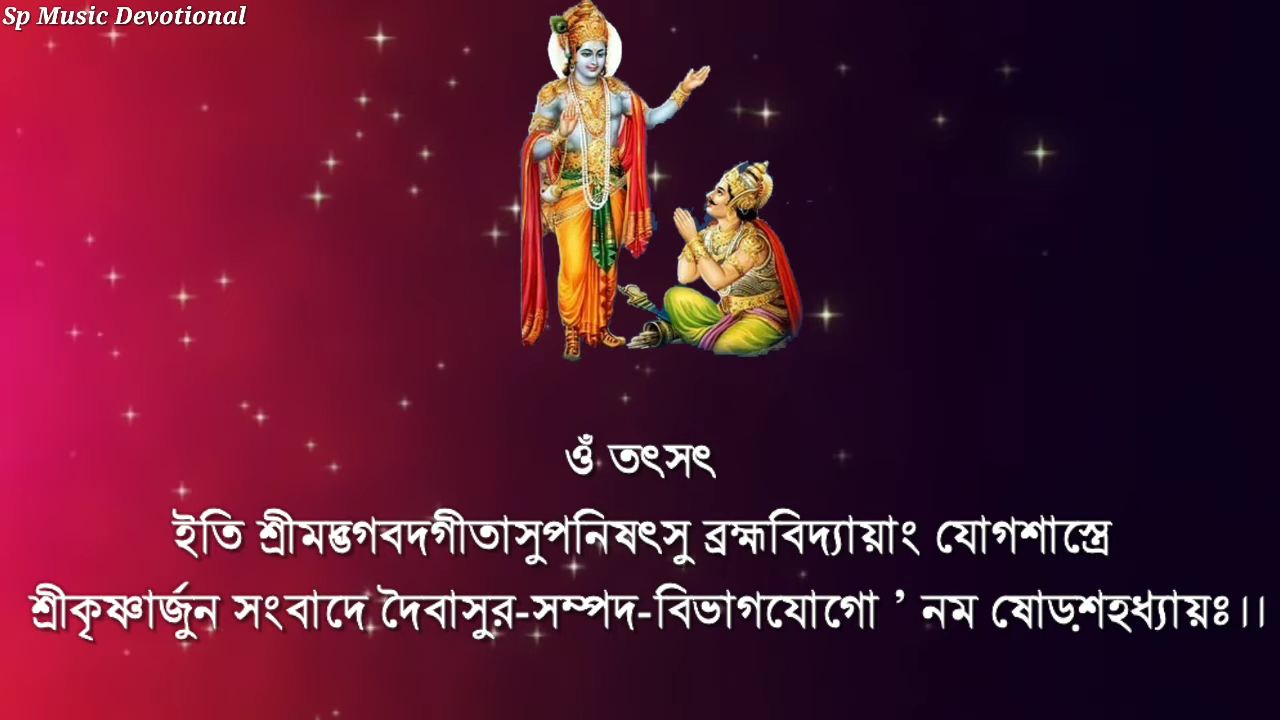 Sp Music Devotional
ওঁ তৎসৎ
ইতি শ্রীমদ্ভগবদগীতাসুপনিষৎসু ব্রহ্মবিদ্যায়াং যোগশাস্ত্রে
শ্রীকৃষ্ণার্জুন সংবাদে দৈবাসুর-সম্পদ-বিভাগযোগো ’ নম ষোড়শহধ্যায়ঃ।।